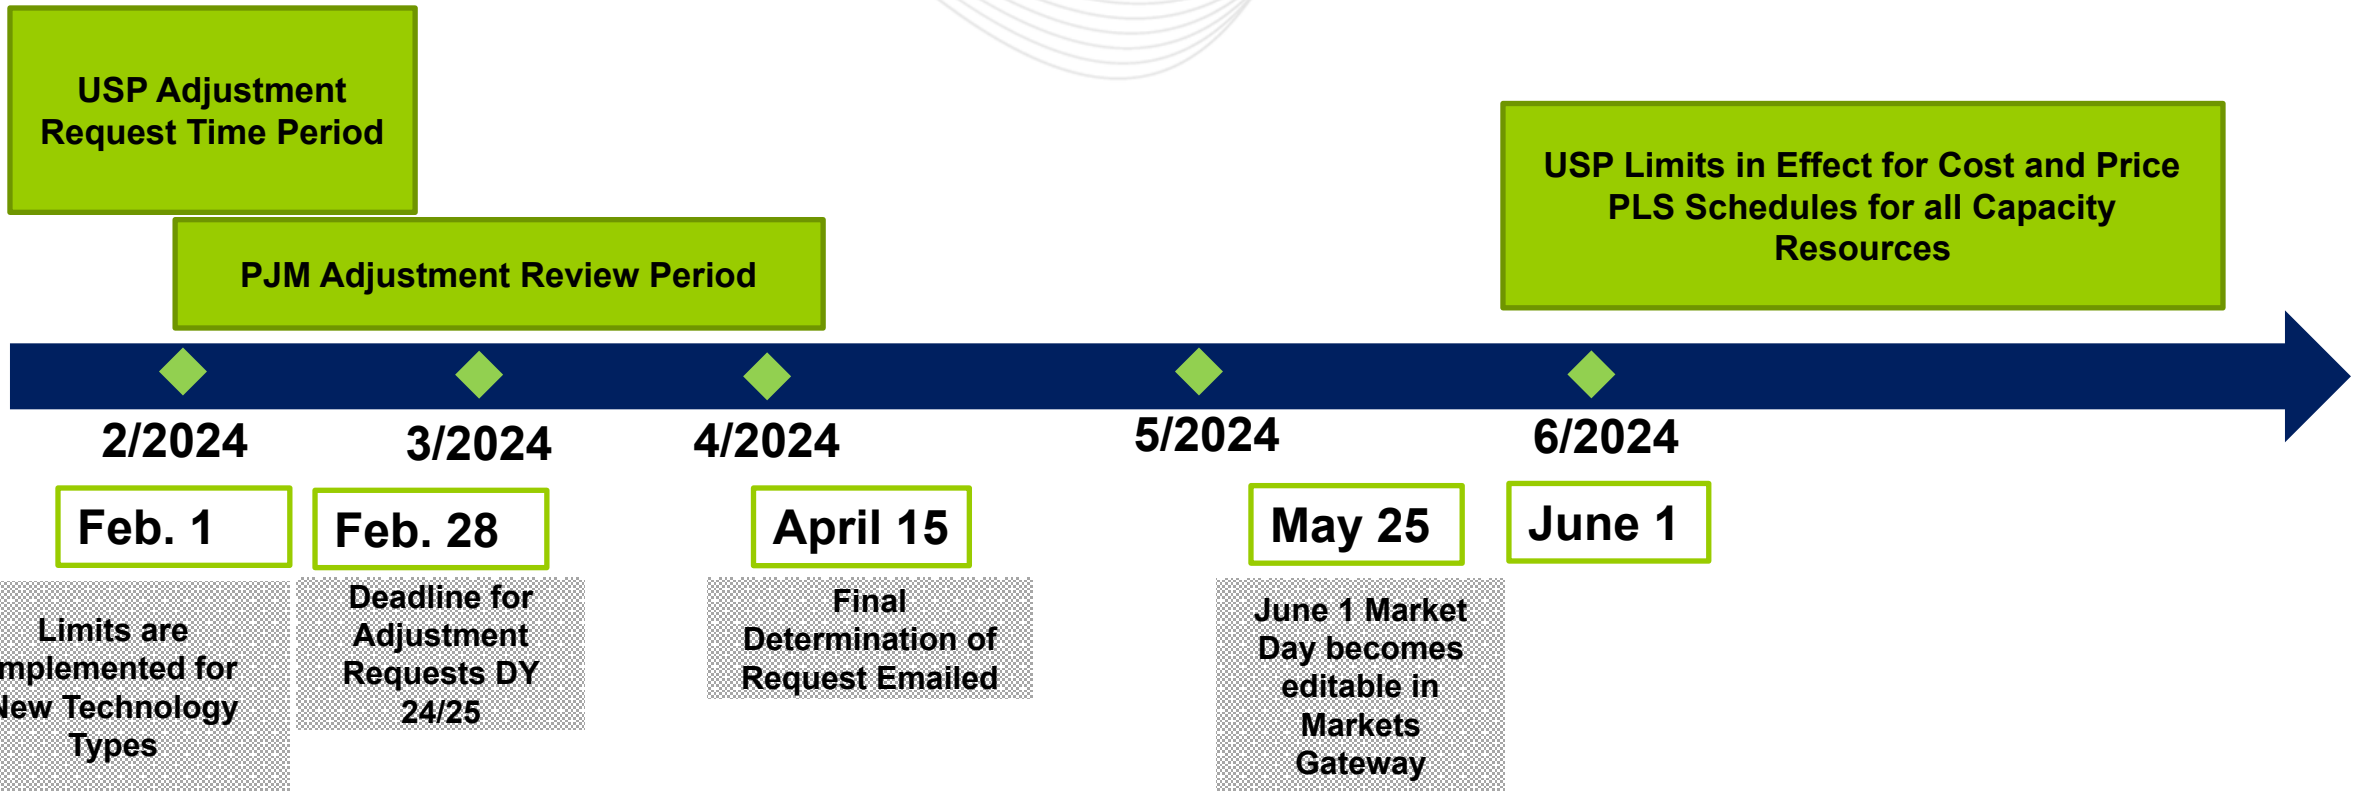 USP Adjustment
Request Time Period
PJM Adjustment Review Period
USP Limits in Effect for Cost and Price
PLS Schedules for all Capacity
Resources
2/2024
3/2024
4/2024
5/2024
6/2024
Feb. 1
Feb. 28
April 15
May 25
June 1
Limits are
mplemented for
New Technology
Types
Deadline for
Adjustment
Requests DY
24/25
Final
Determination of
Request Emailed
June 1 Market
Day becomes
editable in
Markets
Gateway